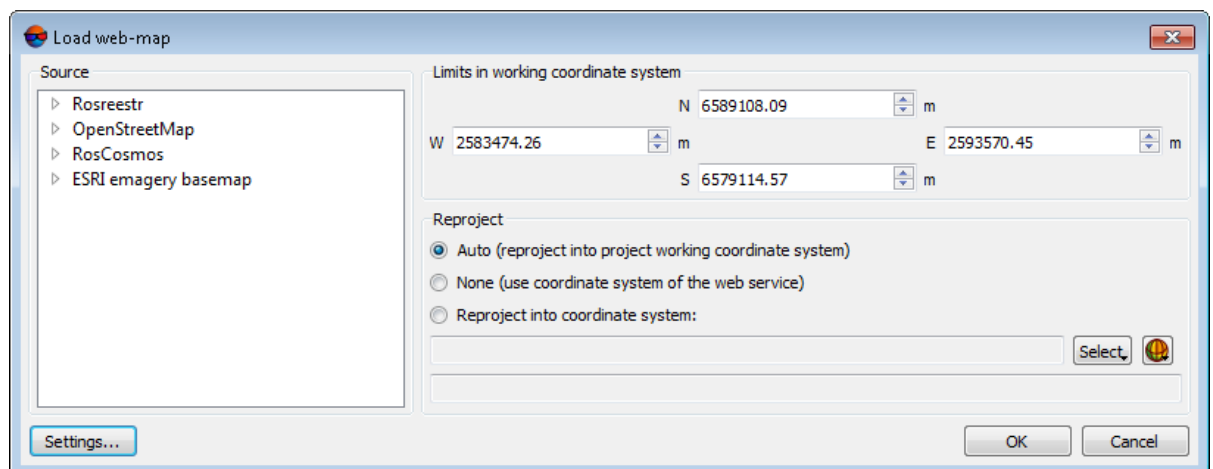 Load web-map
Source
Rosreestr
OpenStreetMap
RosCosmos
ESRI emagery basemap
Limits in working coordinate system
N 6589108.09 m
W 2583474.26 m E 2593570.45 m
S 6579114.57 m
Reproject
Auto (reproject into project working coordinate system)
None (use coordinate system of the web service)
Reproject into coordinate system:
Select
Settings... OK Cancel